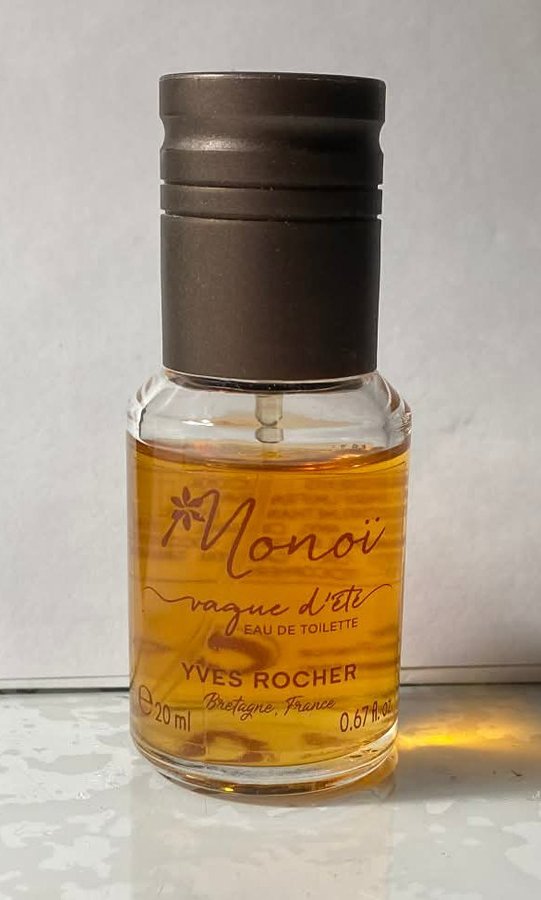 Monoï
vague d'été
EAU DE TOILETTE
YVES ROCHER
Bretagne, France
℮ 20 ml 0.67 fl. oz.